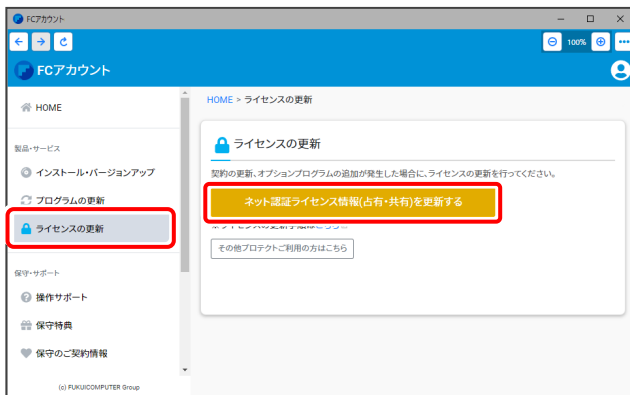 FCアカウント
100%
FCアカウント
HOME
製品・サービス
インストール・バージョンアップ
プログラムの更新
ライセンスの更新
保守・サポート
操作サポート
保守特典
保守のご契約情報
(c) FUKUICOMPUTER Group
HOME > ライセンスの更新
ライセンスの更新
契約の更新、オプションプログラムの追加が発生した場合に、ライセンスの更新を行ってください。
ネット認証ライセンス情報(占有・共有)を更新する
その他プロテクトご利用の方はこちら